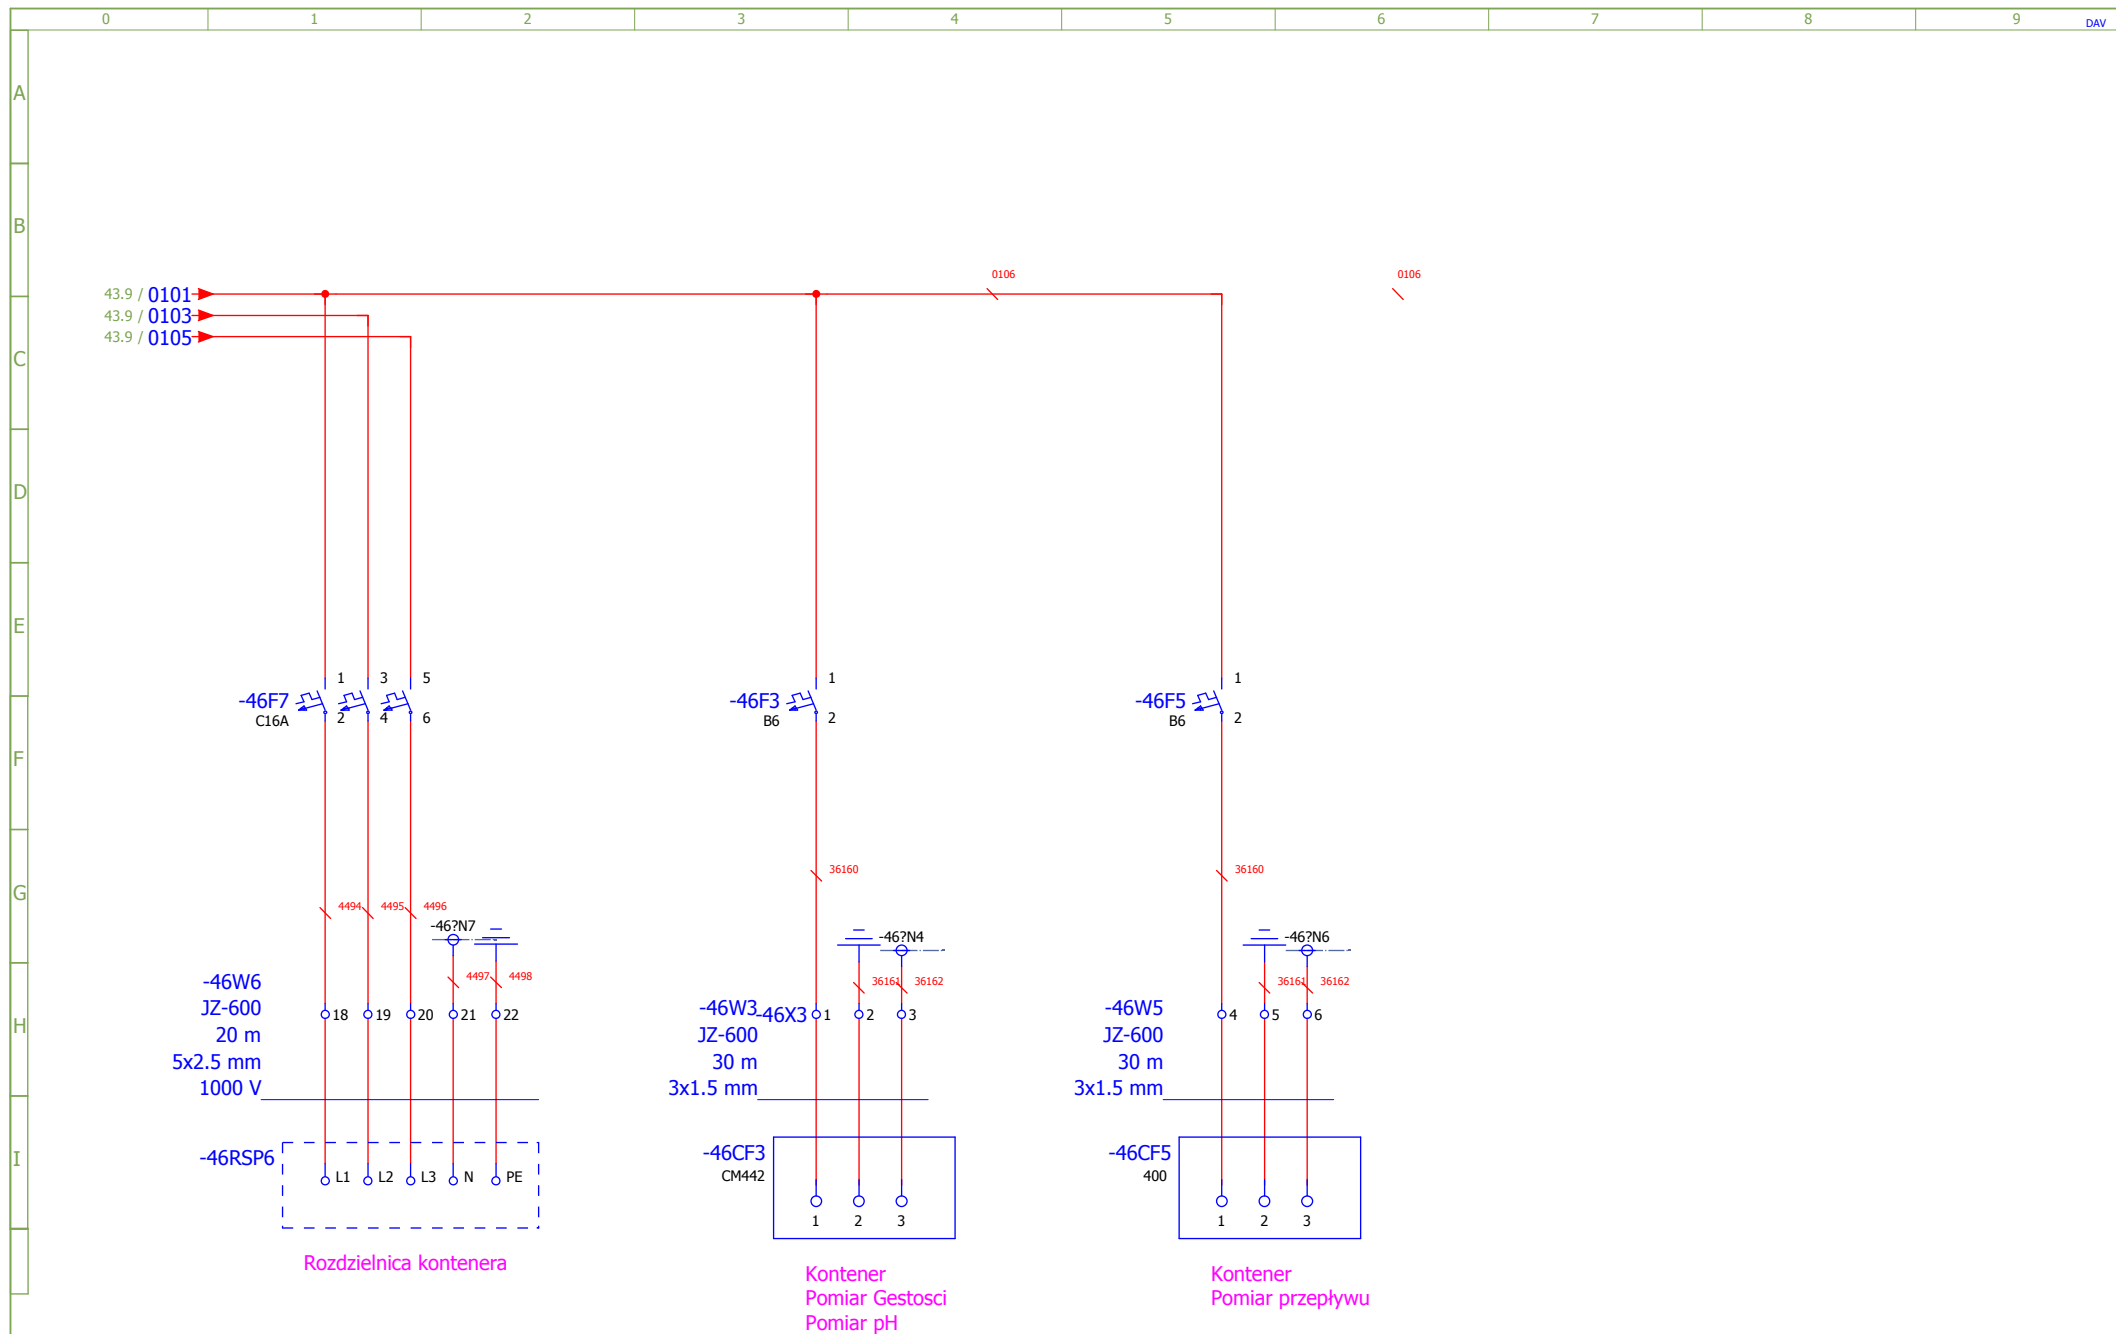 0 1 2 3 4 5 6 7 8 9 DAV
A
B
0106 0106
43.9 / 0101
43.9 / 0103
43.9 / 0105
C
D
E
1 3 5
-46F7
C16A
2 4 6
1
-46F3
B6
2
1
-46F5
B6
2
F
36160 36160
G
4494 4495 4496
-46?N7
-46?N4
-46?N6
4497 4498
36161 36162
36161 36162
-46W6
JZ-600
20 m
5x2.5 mm
1000 V
18 19 20 21 22
-46W3
JZ-600
30 m
3x1.5 mm
-46X3
1 2 3
-46W5
JZ-600
30 m
3x1.5 mm
4 5 6
H
I
-46RSP6
L1 L2 L3 N PE
Rozdzielnica kontenera
-46CF3
CM442
1 2 3
Kontener
Pomiar Gestosci
Pomiar pH
-46CF5
400
1 2 3
Kontener
Pomiar przepływu